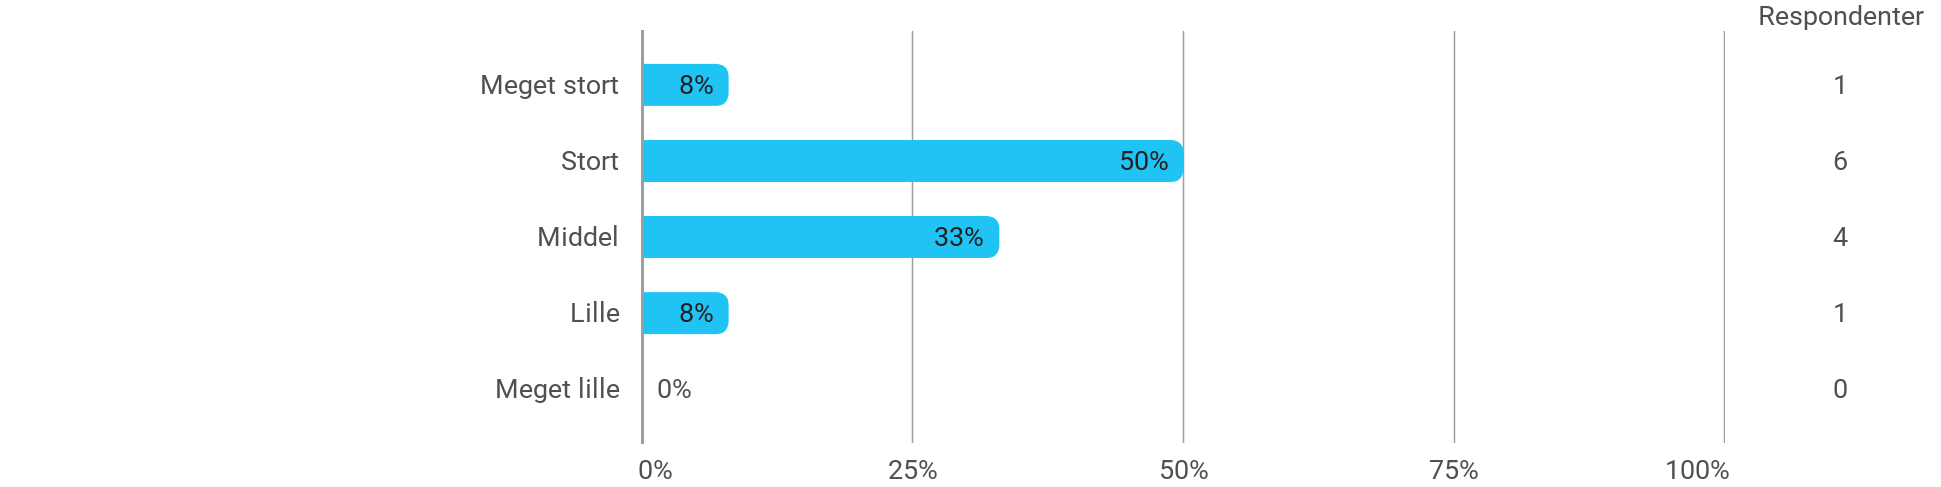 Respondenter
Meget stort 8% 1
Stort 50% 6
Middel 33% 4
Lille 8% 1
Meget lille 0% 0
0% 25% 50% 75% 100%